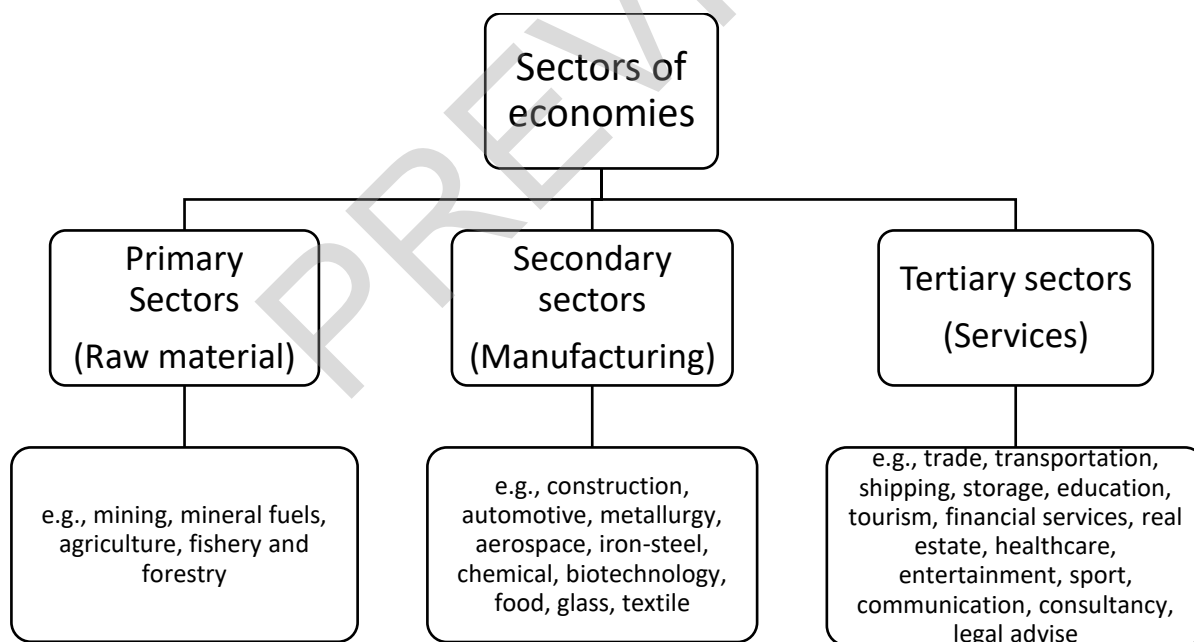 Sectors of
economies
Primary
Sectors
(Raw material)
Secondary
sectors
(Manufacturing)
Tertiary sectors
(Services)
e.g., mining, mineral fuels,
agriculture, fishery and
forestry
e.g., construction,
automotive, metallurgy,
aerospace, iron-steel,
chemical, biotechnology,
food, glass, textile
e.g., trade, transportation,
shipping, storage, education,
tourism, financial services, real
estate, healthcare,
entertainment, sport,
communication, consultancy,
legal advise